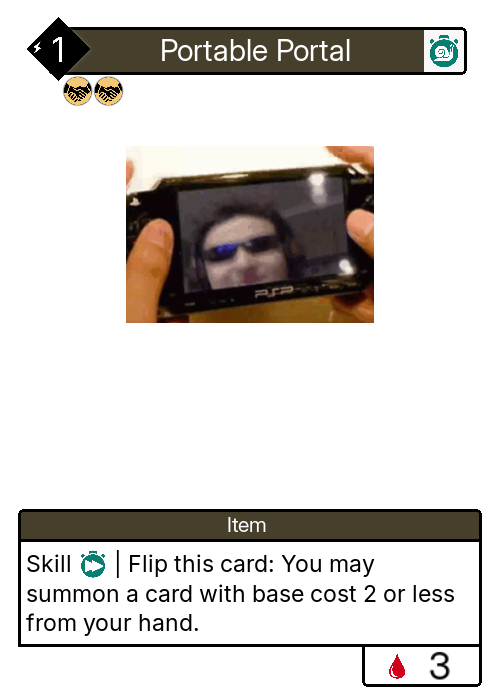 1
Portable Portal
PSP
Item
Skill | Flip this card: You may
summon a card with base cost 2 or less
from your hand.
3